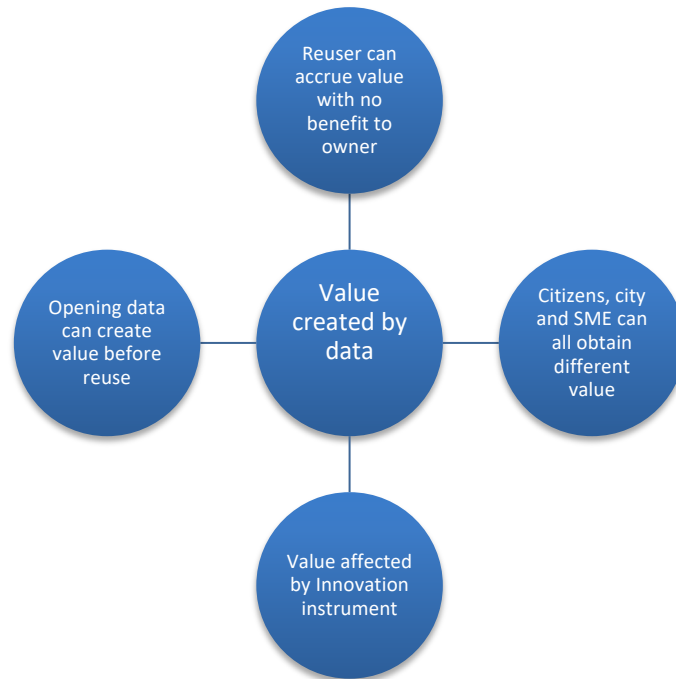 Reuser can
accrue value
with no
benefit to
owner
Opening data
can create
value before
reuse
Value
created by
data
Citizens, city
and SME can
all obtain
different
value
Value affected
by Innovation
instrument